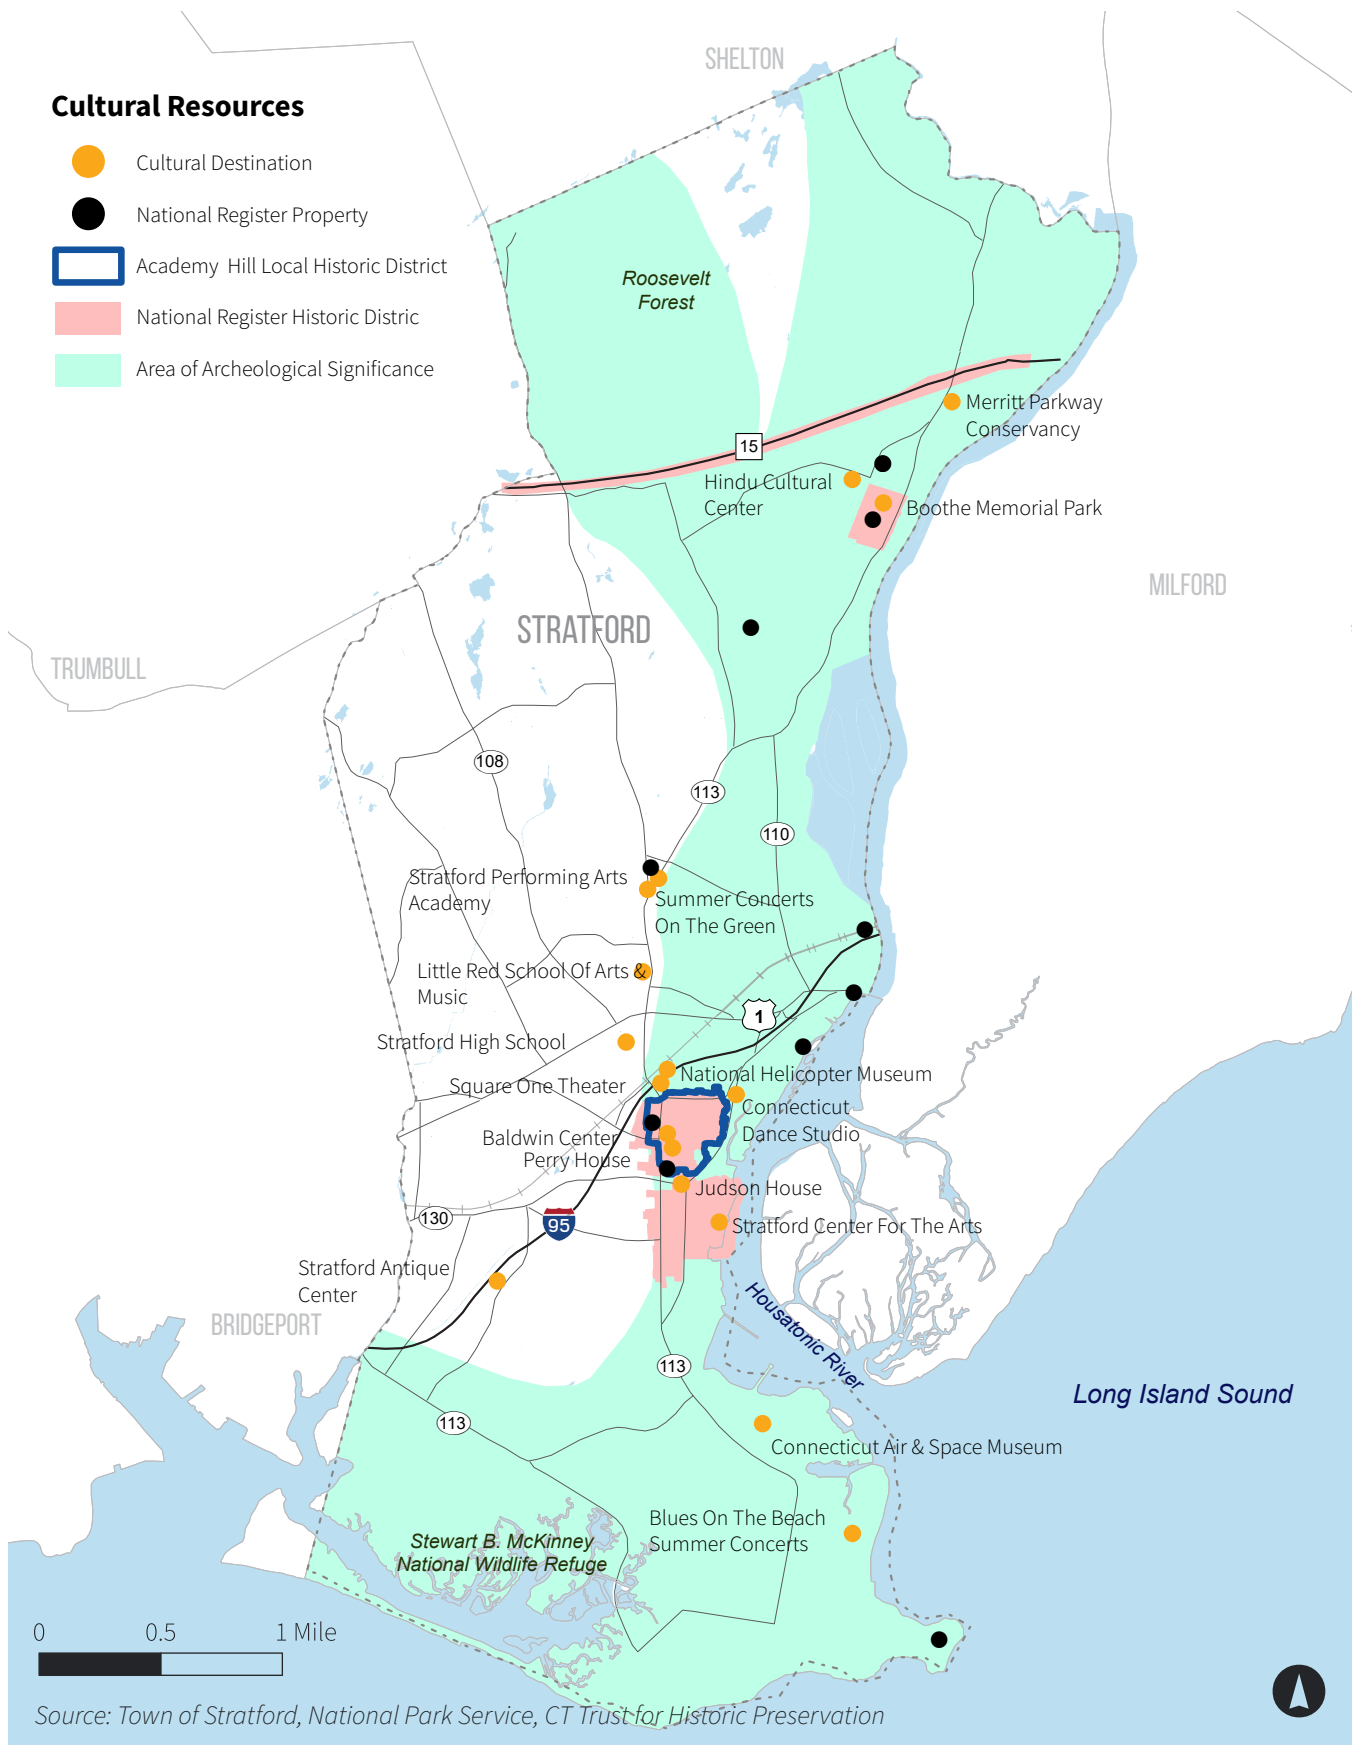 SHELTON
Cultural Resources
Cultural Destination
National Register Property
Academy Hill Local Historic District
National Register Historic Distric
Area of Archeological Significance
Roosevelt
Forest
Merritt Parkway
Conservancy
15
Hindu Cultural
Center
Boothe Memorial Park
MILFORD
STRATFORD
TRUMBULL
108
113
110
Stratford Performing Arts
Academy
Summer Concerts
On The Green
Little Red School Of Arts &
Music
1
Stratford High School
National Helicopter Museum
Square One Theater
Connecticut
Dance Studio
Baldwin Center
Perry House
Judson House
130
95
Stratford Center For The Arts
Stratford Antique
Center
BRIDGEPORT
Housatonic River
113
Long Island Sound
113
Connecticut Air & Space Museum
Blues On The Beach
Summer Concerts
Stewart B. McKinney
National Wildlife Refuge
0 0.5 1 Mile
Source: Town of Stratford, National Park Service, CT Trust for Historic Preservation